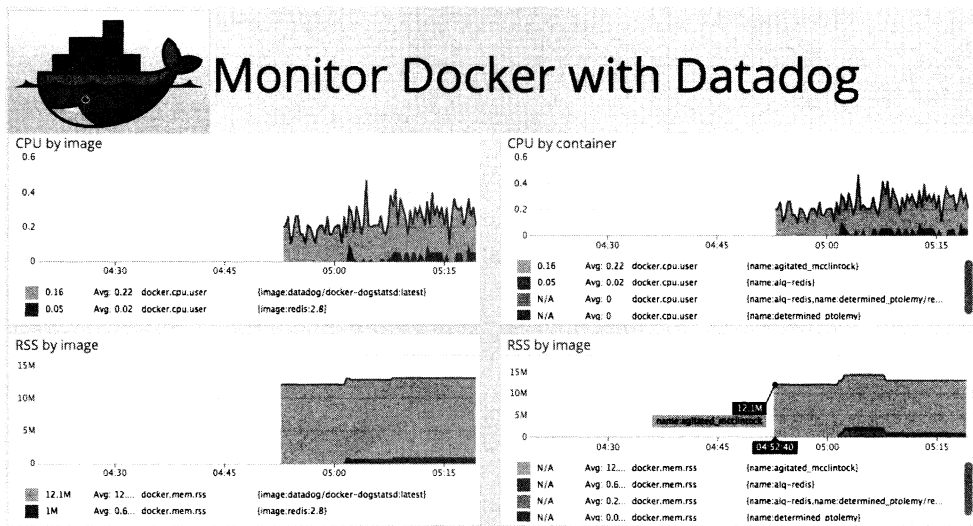 Monitor Docker with Datadog
CPU by image
0.6
0.4
0.2
0
04:30 04:45 05:00 05:15
0.16 Avg: 0.22 docker.cpu.user {image:datadog/docker-dogstatsd:latest}
0.05 Avg: 0.02 docker.cpu.user {image:redis:2.8}
CPU by container
0.6
0.4
0.2
0
04:30 04:45 05:00 05:15
0.16 Avg: 0.22 docker.cpu.user {name:agitated_mcclintock}
0.05 Avg: 0.02 docker.cpu.user {name:alq-redis}
N/A Avg: 0 docker.cpu.user {name:alq-redis,name:determined_ptolemy/re...
N/A Avg: 0 docker.cpu.user {name:determined_ptolemy}
RSS by image
15M
10M
5M
0
04:30 04:45 05:00 05:15
12.1M Avg: 12... docker.mem.rss {image:datadog/docker-dogstatsd:latest}
1M Avg: 0.6... docker.mem.rss {image:redis:2.8}
RSS by image
15M
10M
5M
0
12.1M
name:agitated_mcclintock
04:30 04:45 04:52:40 05:00 05:15
N/A Avg: 12... docker.mem.rss {name:agitated_mcclintock}
N/A Avg: 0.6... docker.mem.rss {name:alq-redis}
N/A Avg: 0.2... docker.mem.rss {name:alq-redis,name:determined_ptolemy/re...
N/A Avg: 0.0... docker.mem.rss {name:determined_ptolemy}